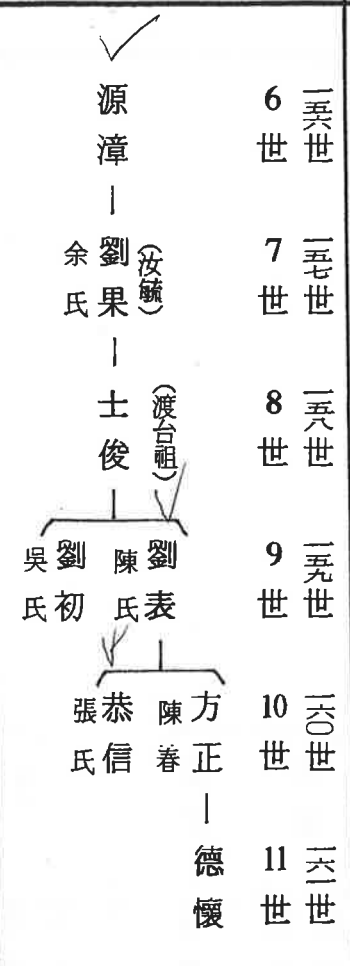 一五六世
一五七世
一五八世
一五九世
一六〇世
一六一世
6世
7世
8世
9世
10世
11世
源漳
(汝毓)
劉果
余氏
(渡台祖)
士俊
劉表
陳氏
劉初
吳氏
方正
陳春
恭信
張氏
德懷